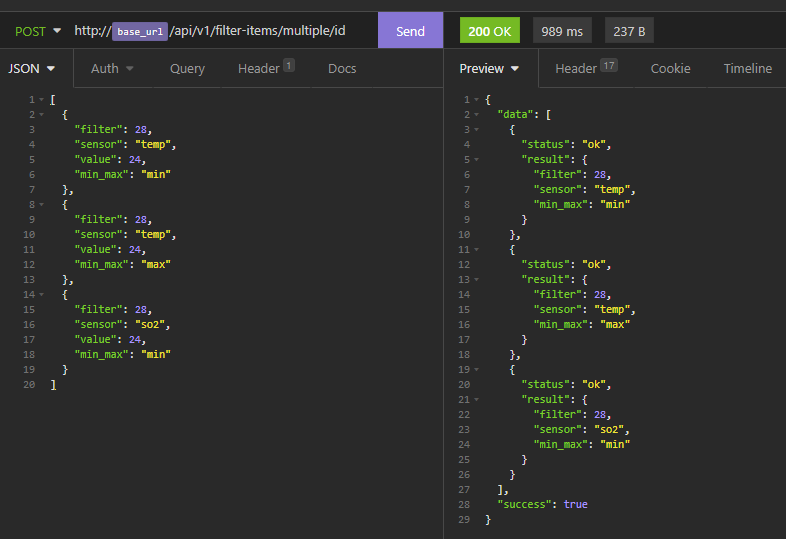 POST http://base_url/api/v1/filter-items/multiple/id Send 200 OK 989 ms 237 B
JSON Auth Query Header 1 Docs
1 [
2 {
3 "filter": 28,
4 "sensor": "temp",
5 "value": 24,
6 "min_max": "min"
7 },
8 {
9 "filter": 28,
10 "sensor": "temp",
11 "value": 24,
12 "min_max": "max"
13 },
14 {
15 "filter": 28,
16 "sensor": "so2",
17 "value": 24,
18 "min_max": "min"
19 }
20 ]
Preview Header 17 Cookie Timeline
1 {
2 "data": [
3 {
4 "status": "ok",
5 "result": {
6 "filter": 28,
7 "sensor": "temp",
8 "min_max": "min"
9 }
10 },
11 {
12 "status": "ok",
13 "result": {
14 "filter": 28,
15 "sensor": "temp",
16 "min_max": "max"
17 }
18 },
19 {
20 "status": "ok",
21 "result": {
22 "filter": 28,
23 "sensor": "so2",
24 "min_max": "min"
25 }
26 }
27 ],
28 "success": true
29 }